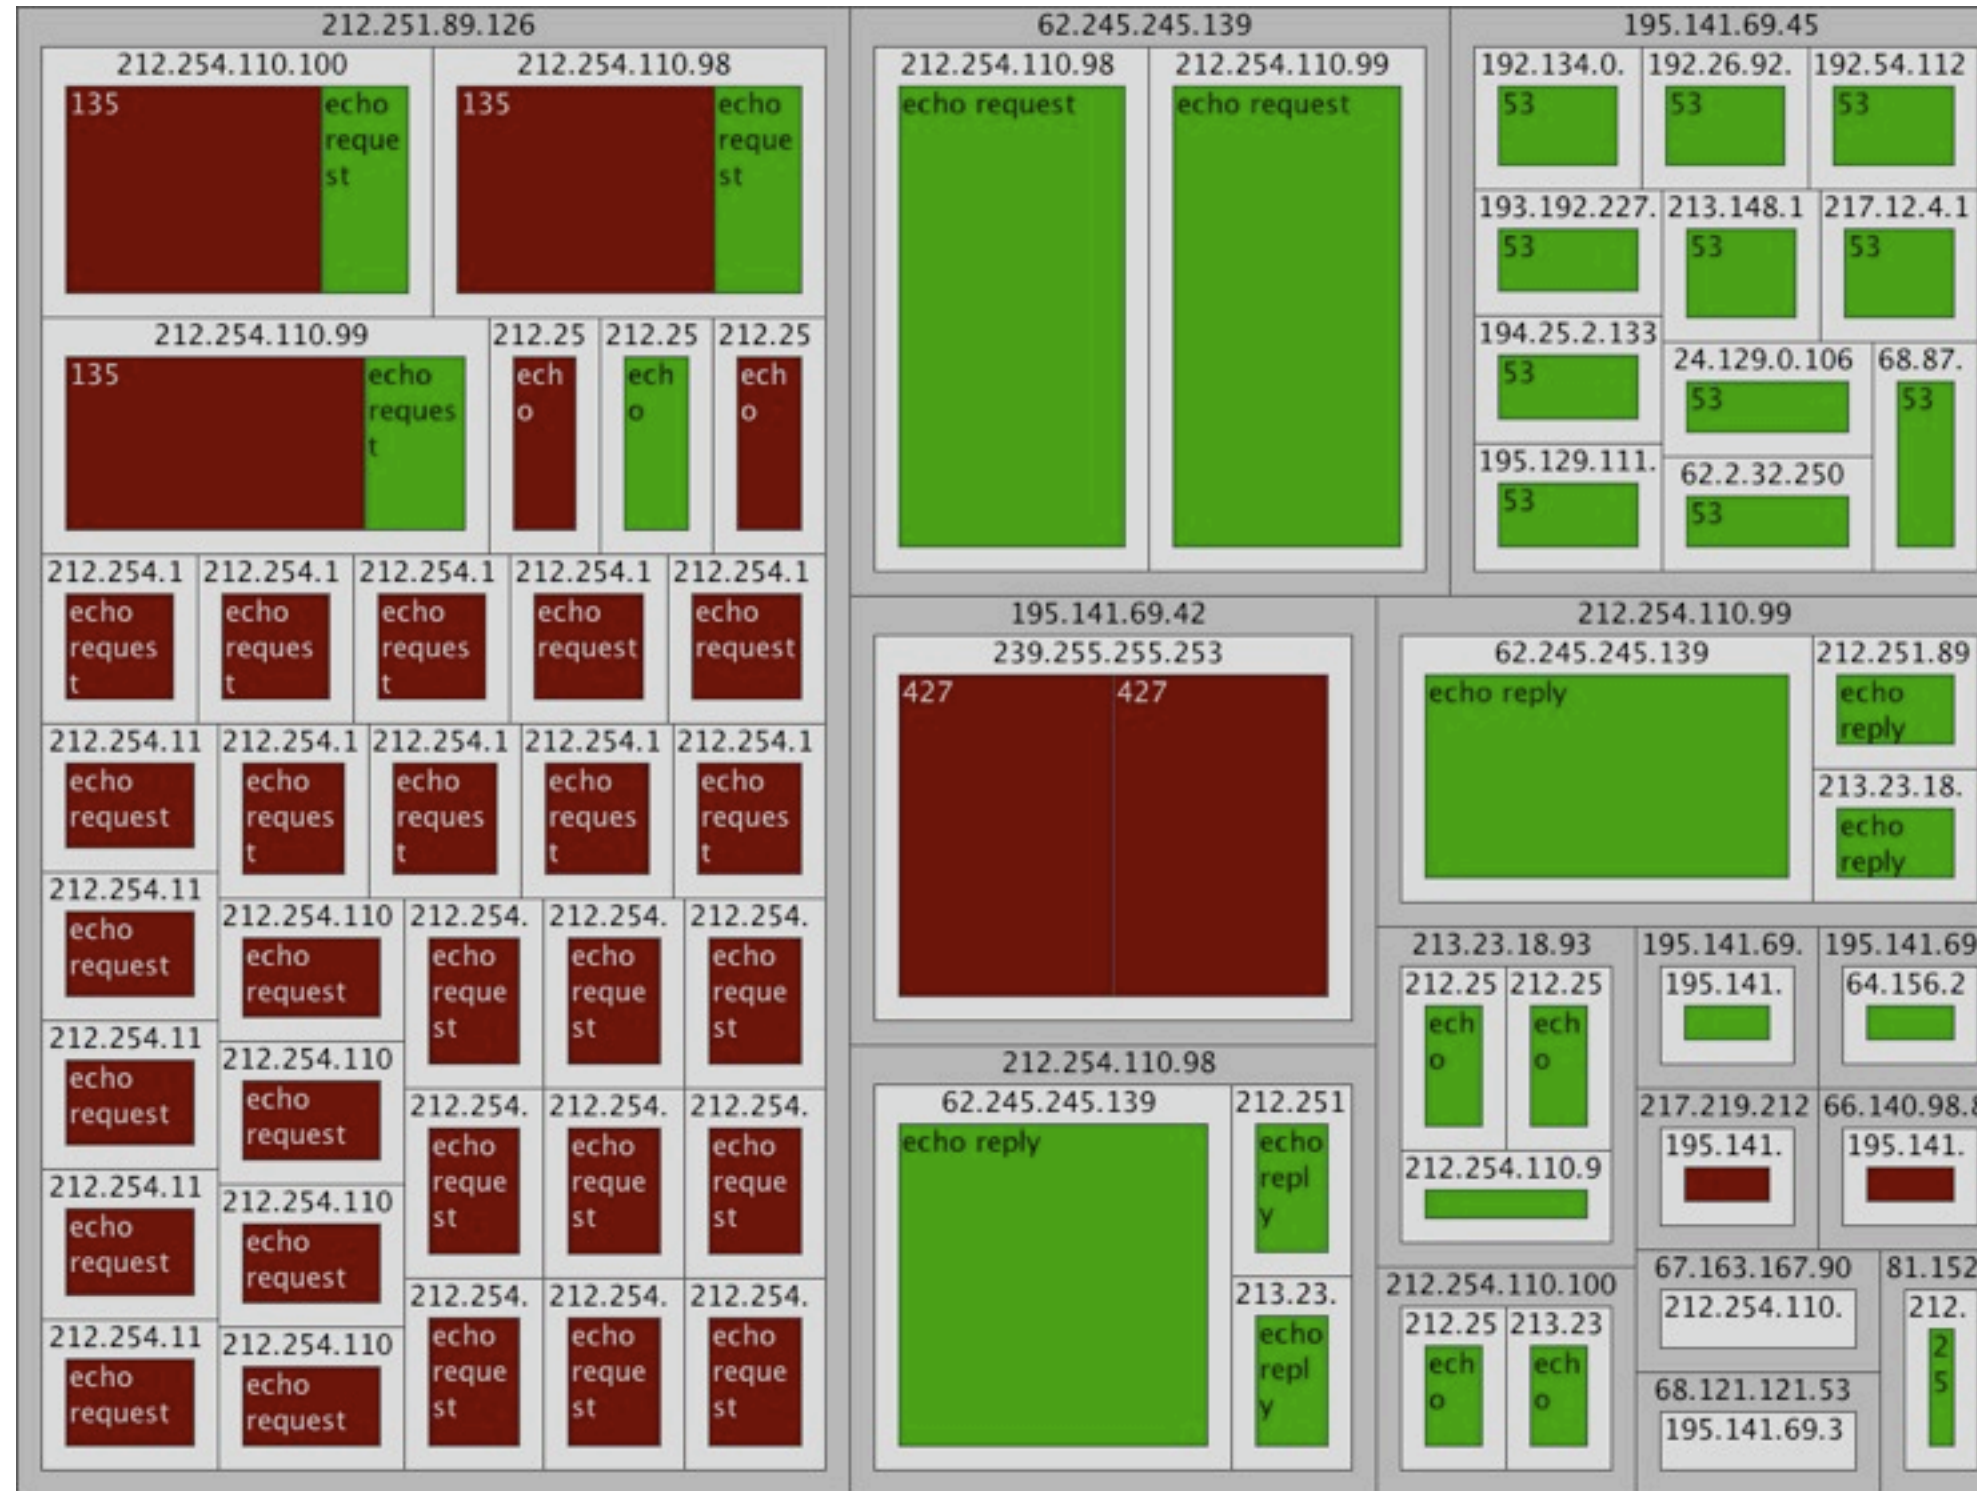 212.251.89.126
212.254.110.100
135
echo
reque
st
212.254.110.98
135
echo
reque
st
212.254.110.99
135
echo
reques
t
212.25
ech
o
212.25
ech
o
212.25
ech
o
212.254.1
echo
reques
t
212.254.1
echo
reques
t
212.254.1
echo
reques
t
212.254.1
echo
request
212.254.1
echo
request
212.254.11
echo
request
212.254.11
echo
request
212.254.11
echo
request
212.254.11
echo
request
212.254.11
echo
request
212.254.1
echo
reques
t
212.254.1
echo
reques
t
212.254.1
echo
reques
t
212.254.1
echo
reques
t
212.254.110
echo
request
212.254.110
echo
request
212.254.110
echo
request
212.254.110
echo
request
212.254.
echo
reque
st
212.254.
echo
reque
st
212.254.
echo
reque
st
212.254.
echo
reque
st
212.254.
echo
reque
st
212.254.
echo
reque
st
212.254.
echo
reque
st
212.254.
echo
reque
st
212.254.
echo
reque
st
62.245.245.139
212.254.110.98
echo request
212.254.110.99
echo request
195.141.69.45
192.134.0.
53
192.26.92.
53
192.54.112
53
193.192.227.
53
194.25.2.133
53
195.129.111.
53
213.148.1
53
217.12.4.1
53
24.129.0.106
53
62.2.32.250
53
68.87.
53
195.141.69.42
239.255.255.253
427
427
212.254.110.98
62.245.245.139
echo reply
212.251
echo
repl
y
213.23.
echo
repl
y
212.254.110.99
62.245.245.139
echo reply
212.251.89
echo
reply
213.23.18.
echo
reply
213.23.18.93
212.25
ech
o
212.25
ech
o
212.254.110.9
212.254.110.100
212.25
ech
o
213.23
ech
o
195.141.69.
195.141.
195.141.69
64.156.2
217.219.212
195.141.
66.140.98.8
195.141.
67.163.167.90
212.254.110.
68.121.121.53
195.141.69.3
81.152
212.
2
5